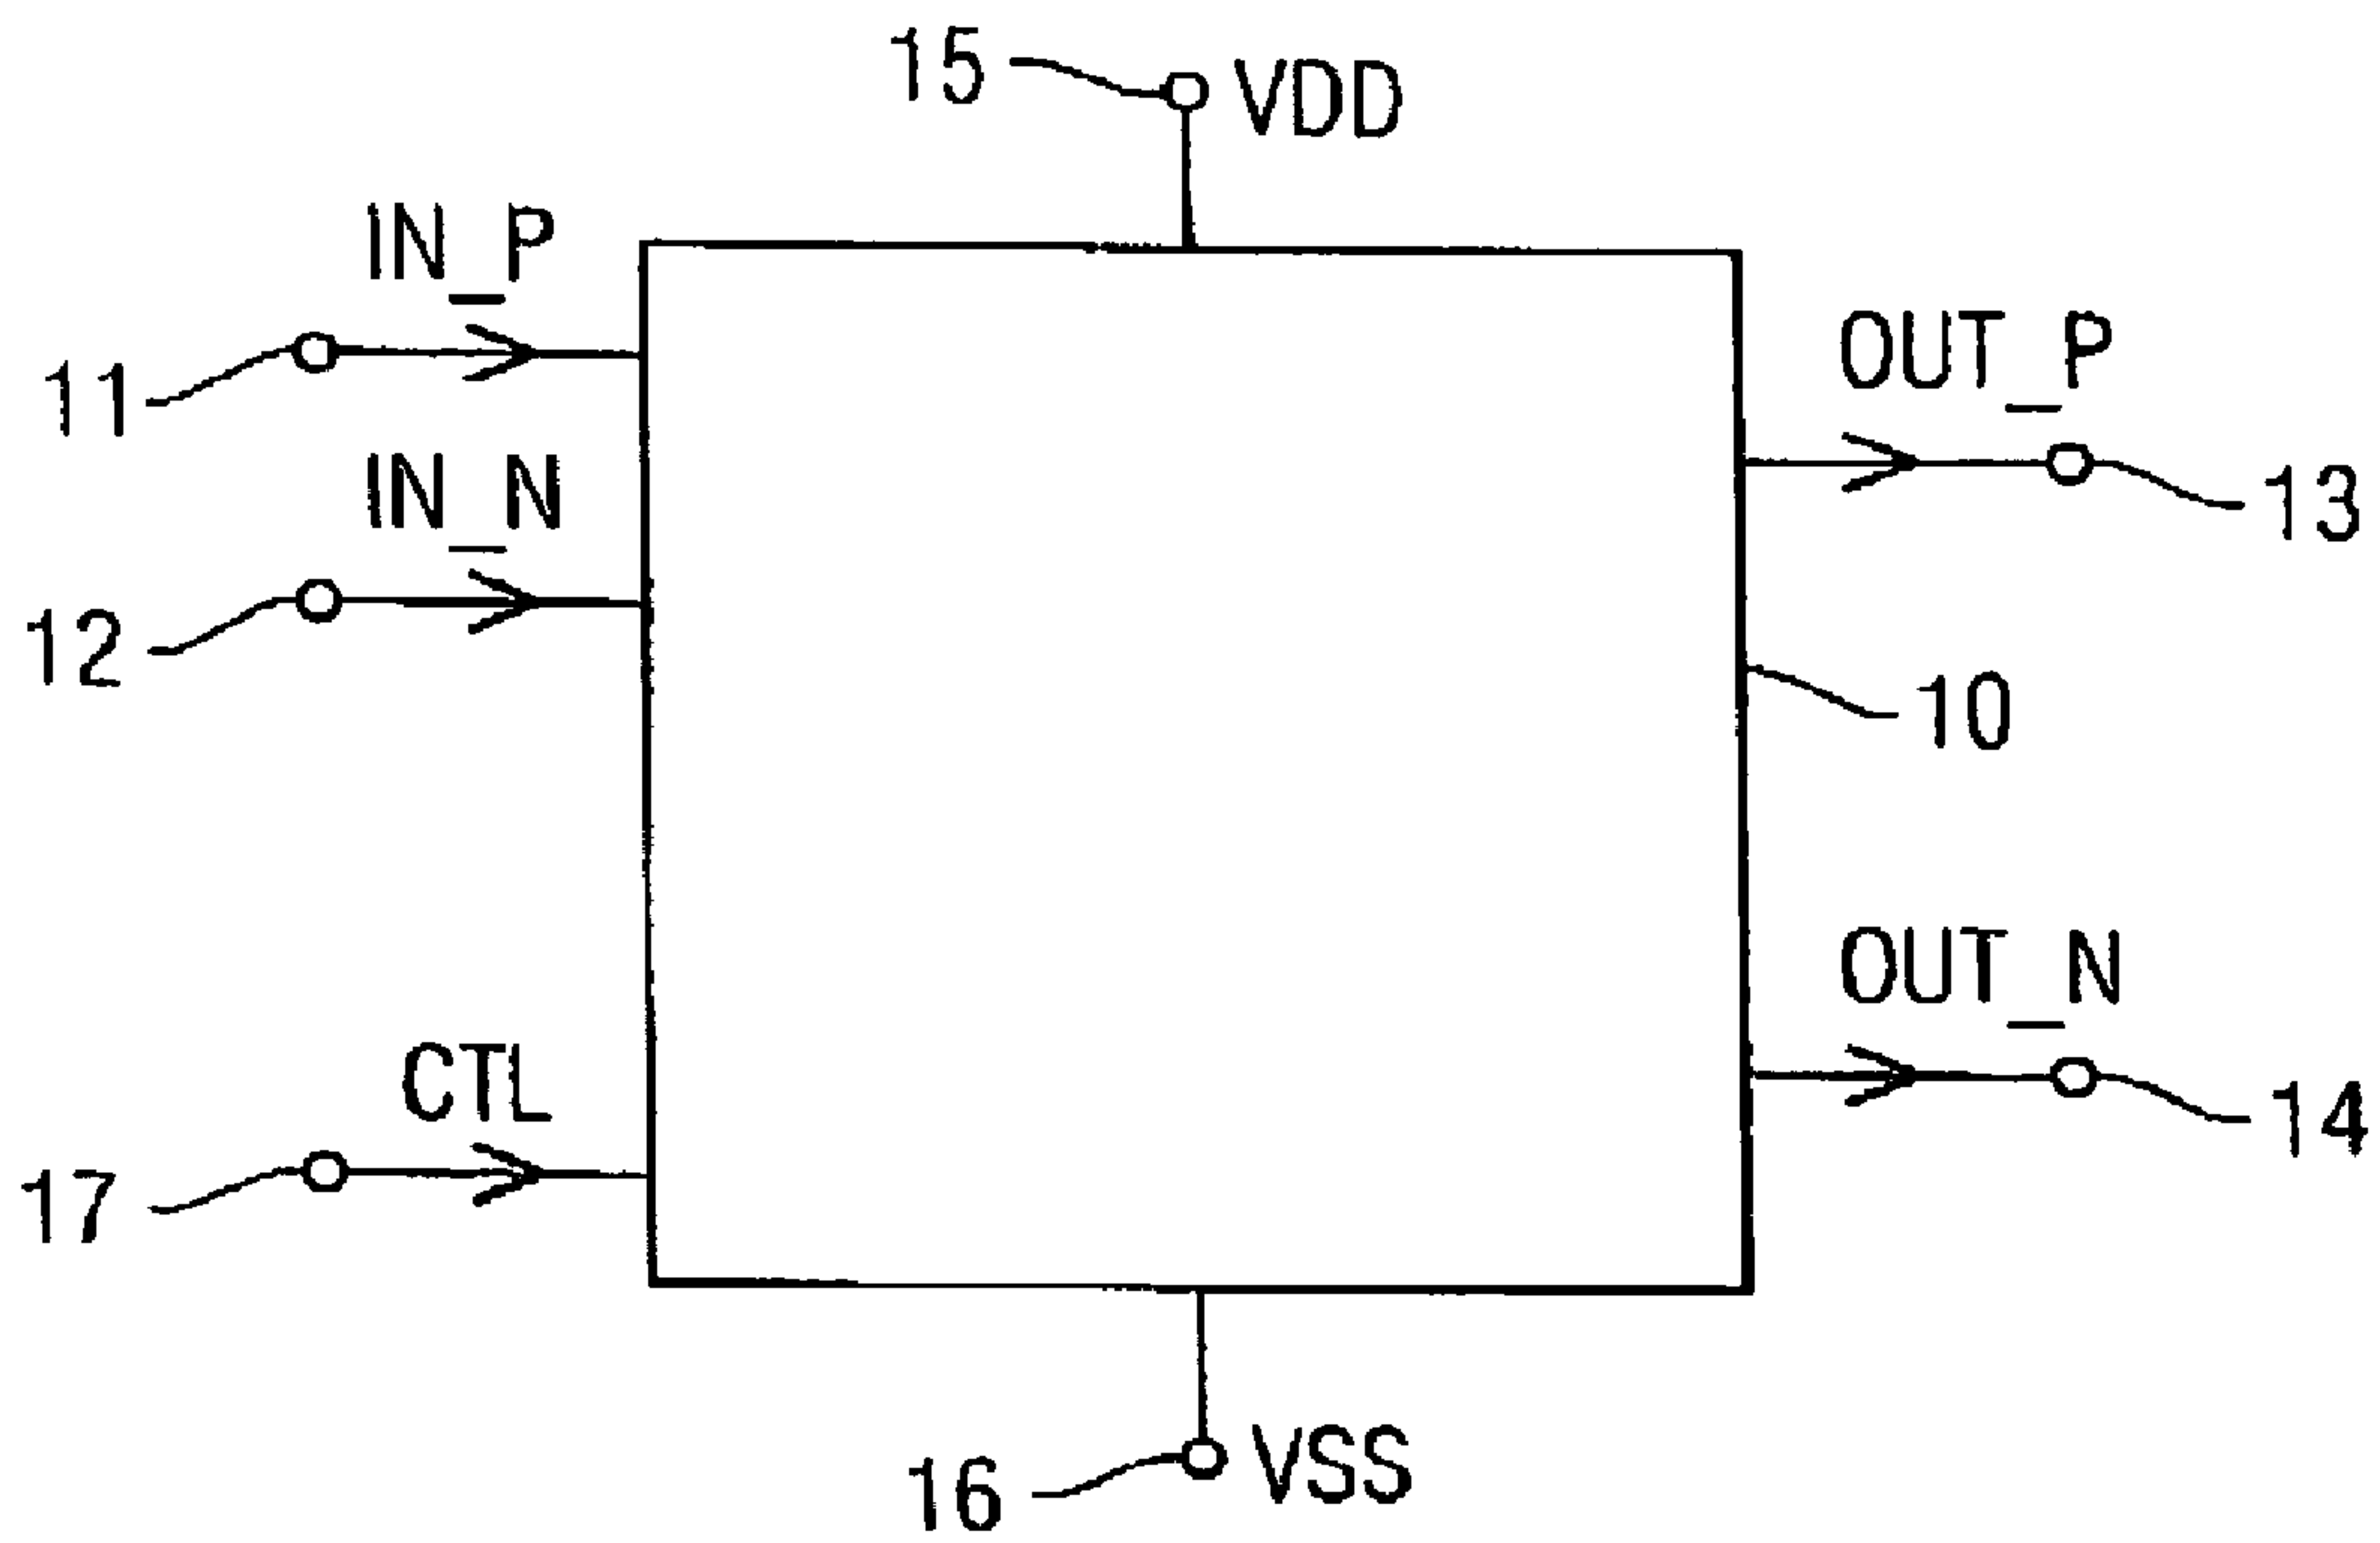 15 VDD
IN_P
11
OUT_P
13
IN_N
12
10
OUT_N
14
CTL
17
16 VSS